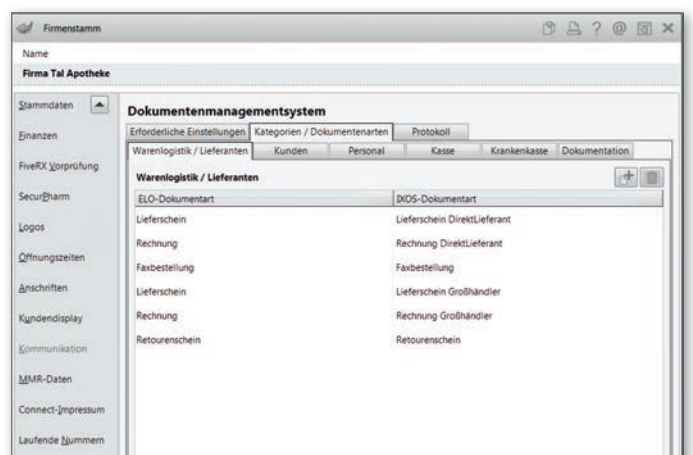 Firmenstamm
Name
Firma Tal Apotheke
Stammdaten
Finanzen
FiveRX Vorprüfung
SecurPharm
Logos
Öffnungszeiten
Anschriften
Kundendisplay
Kommunikation
MMR-Daten
Connect-Impressum
Laufende Nummern
Dokumentenmanagementsystem
Erforderliche Einstellungen Kategorien / Dokumentenarten Protokoll
Warenlogistik / Lieferanten Kunden Personal Kasse Krankenkasse Dokumentation
Warenlogistik / Lieferanten
ELO-Dokumentart IXOS-Dokumentart
Lieferschein Lieferschein DirektLieferant
Rechnung Rechnung DirektLieferant
Faxbestellung Faxbestellung
Lieferschein Lieferschein Großhändler
Rechnung Rechnung Großhändler
Retourenschein Retourenschein